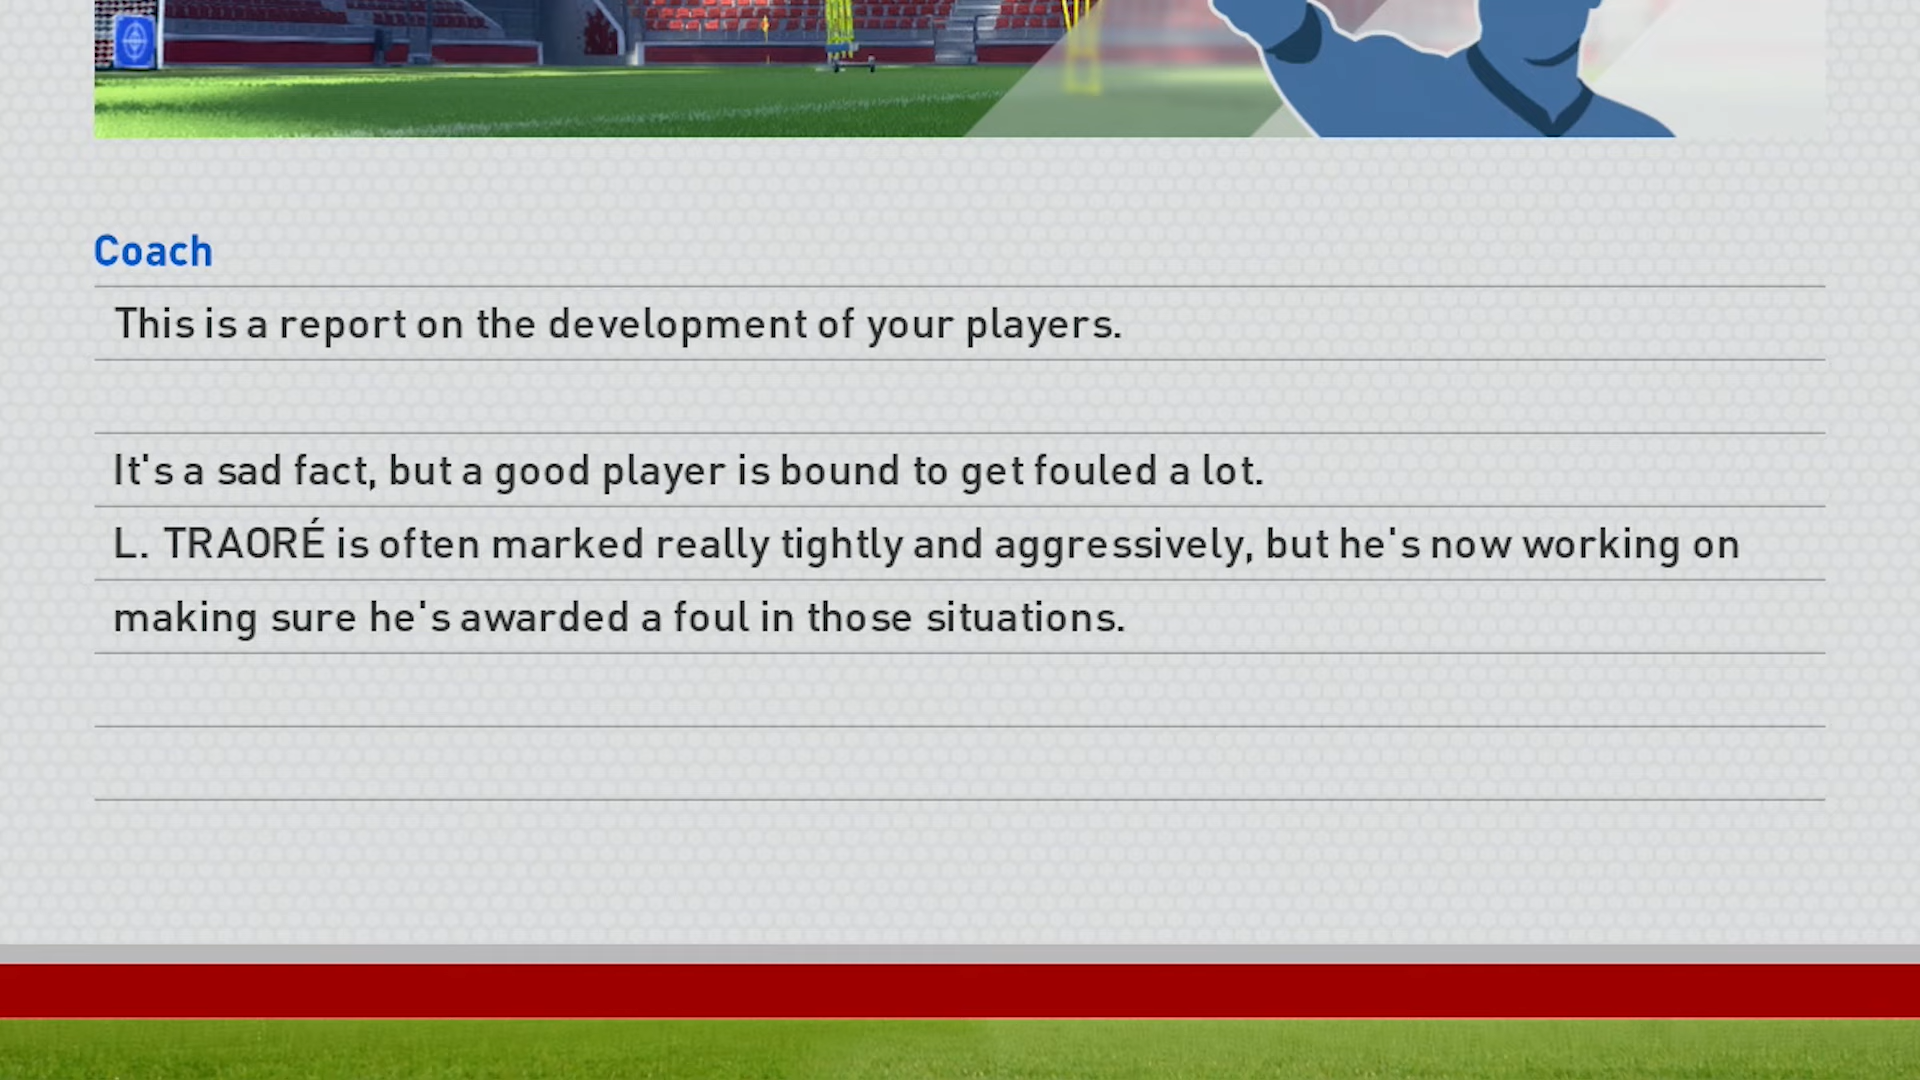 Coach
This is a report on the development of your players.
It's a sad fact, but a good player is bound to get fouled a lot.
L. TRAORÉ is often marked really tightly and aggressively, but he's now working on
making sure he's awarded a foul in those situations.